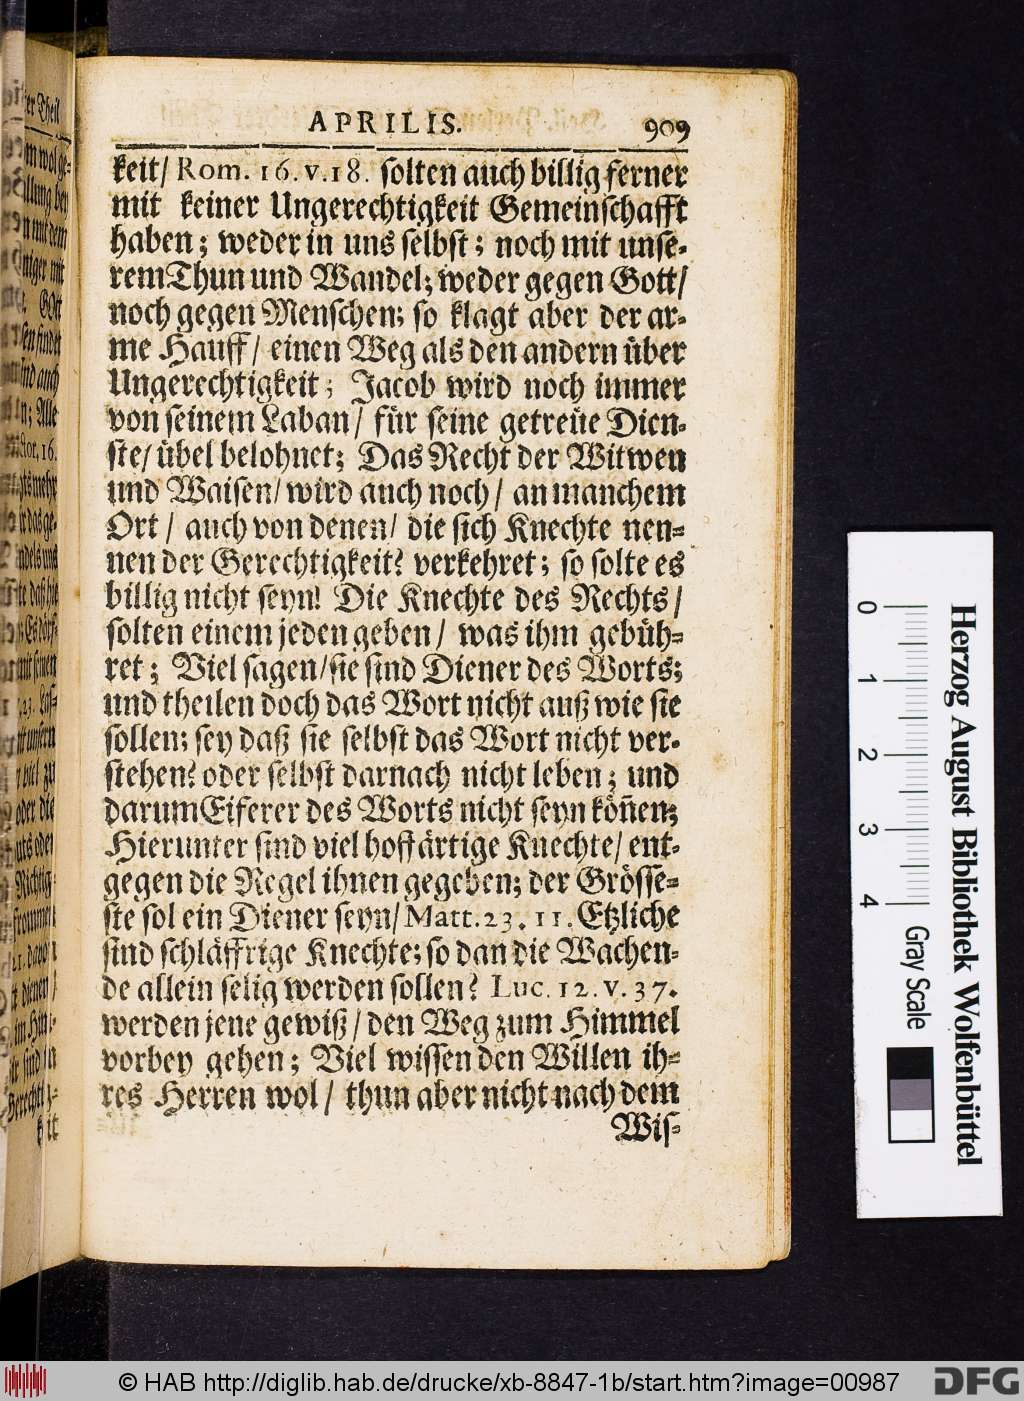 APRILIS. 909
keit/ Rom. 16. v. 18. solten auch billig ferner
mit keiner Ungerechtigkeit Gemeinschafft
haben; weder in uns selbst; noch mit unse-
rem Thun und Wandel; weder gegen Gott/
noch gegen Menschen; so klagt aber der ar-
me Hauff/ einen Weg als den andern über
Ungerechtigkeit; Jacob wird noch immer
von seinem Laban/ für seine getreüe Dien-
ste/ übel belohnet; Das Recht der Witwen
und Waisen/ wird auch noch/ an manchem
Ort/ auch von denen/ die sich Knechte nen-
nen der Gerechtigkeit? verkehret; so solte es
billig nicht seyn! Die Knechte des Rechts/
solten einem jeden geben/ was ihm gebüh-
ret; Viel sagen/ sie sind Diener des Worts;
und theilen doch das Wort nicht auß wie sie
sollen; sey daß sie selbst das Wort nicht ver-
stehen? oder selbst darnach nicht leben; und
darum Eiferer des Worts nicht seyn köñen;
Hierunter sind viel hoffärtige Knechte/ ent-
gegen die Regel ihnen gegeben; der Grösse-
ste sol ein Diener seyn/ Matt. 23. 11. Etzliche
sind schläffrige Knechte; so dan die Wachen-
de allein selig werden sollen? Luc. 12. v. 37.
werden jene gewiß/ den Weg zum Himmel
vorbey gehen; Viel wissen den Willen ih-
res Herren wol/ thun aber nicht nach dem
Wis-
0 1 2 3 4
Herzog August Bibliothek Wolfenbüttel
Gray Scale
© HAB http://diglib.hab.de/drucke/xb-8847-1b/start.htm?image=00987
DFG